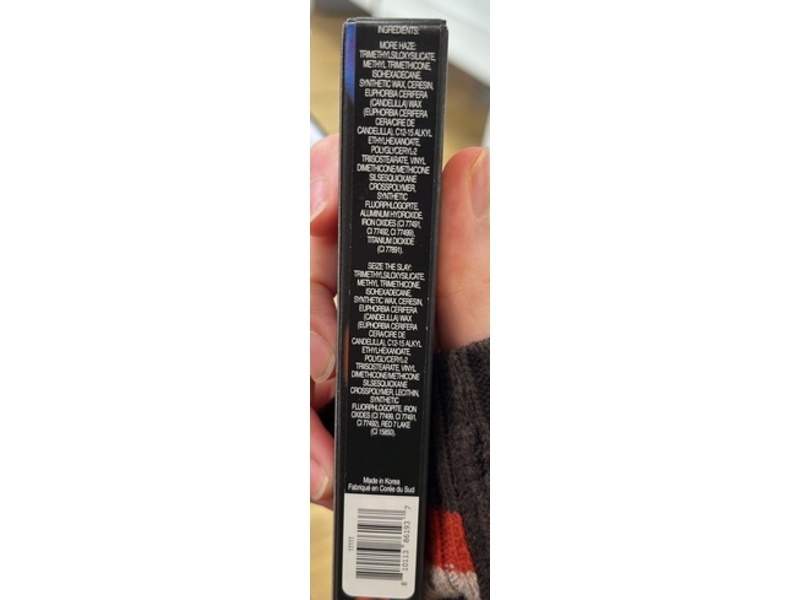 INGREDIENTS:
MORE HAZE:
TRIMETHYLSILOXYSILICATE,
METHYL TRIMETHICONE,
ISOHEXADECANE,
SYNTHETIC WAX, CERESIN,
EUPHORBIA CERIFERA
(CANDELILLA) WAX
(EUPHORBIA CERIFERA
CERA/CIRE DE
CANDELILLA), C12-15 ALKYL
ETHYLHEXANOATE,
POLYGLYCERYL-2
TRIISOSTEARATE, VINYL
DIMETHICONE/METHICONE
SILSESQUIOXANE
CROSSPOLYMER,
SYNTHETIC
FLUORPHLOGOPITE,
ALUMINUM HYDROXIDE,
IRON OXIDES (CI 77491,
CI 77492, CI 77499),
TITANIUM DIOXIDE
(CI 77891).
SEIZE THE SLAY:
TRIMETHYLSILOXYSILICATE,
METHYL TRIMETHICONE,
ISOHEXADECANE,
SYNTHETIC WAX, CERESIN,
EUPHORBIA CERIFERA
(CANDELILLA) WAX
(EUPHORBIA CERIFERA
CERA/CIRE DE
CANDELILLA), C12-15 ALKYL
ETHYLHEXANOATE,
POLYGLYCERYL-2
TRIISOSTEARATE, VINYL
DIMETHICONE/METHICONE
SILSESQUIOXANE
CROSSPOLYMER, LECITHIN,
SYNTHETIC
FLUORPHLOGOPITE, IRON
OXIDES (CI 77499, CI 77491,
CI 77492), RED 7 LAKE
(CI 15850).
Made in Korea
Fabriqué en Corée du Sud
8 10113 86193 7